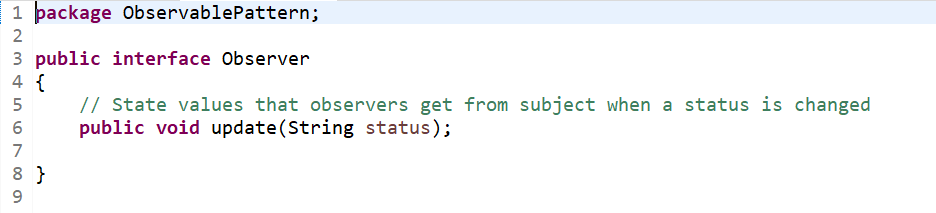 1 package ObservablePattern;
2
3 public interface Observer
4 {
5 // State values that observers get from subject when a status is changed
6 public void update(String status);
7
8 }
9